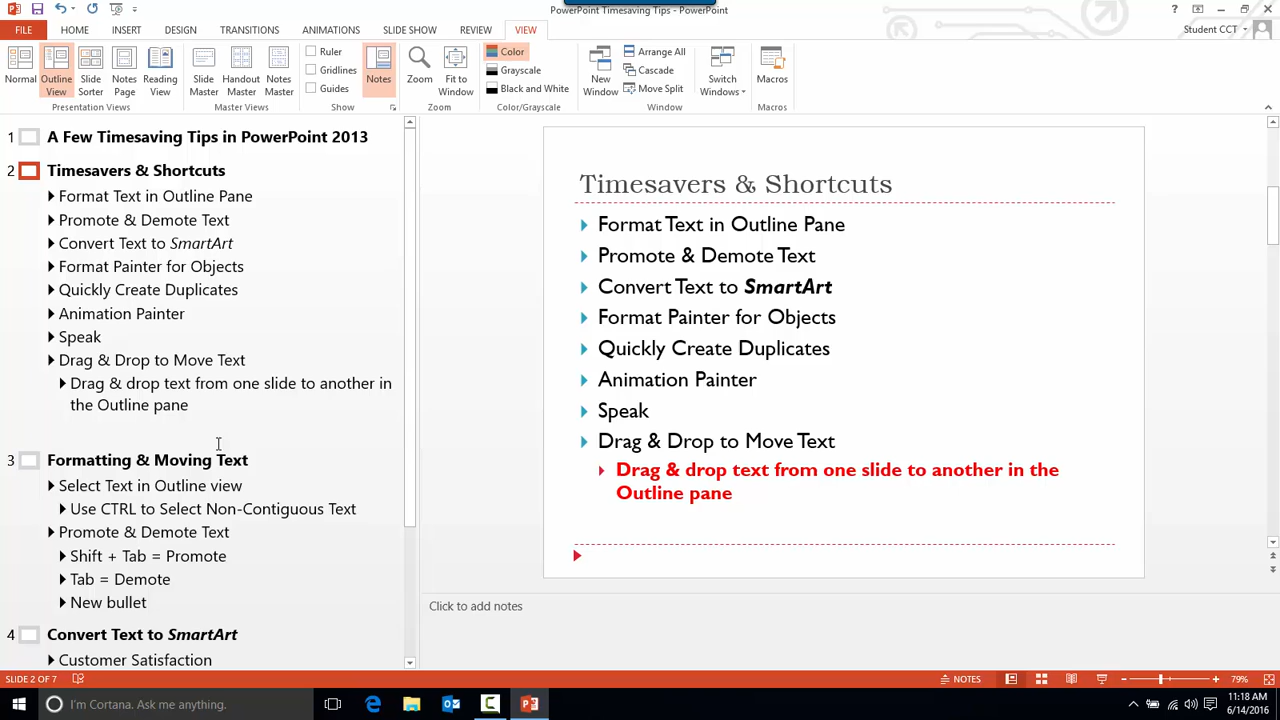 PowerPoint Timesaving Tips - PowerPoint
FILE HOME INSERT DESIGN TRANSITIONS ANIMATIONS SLIDE SHOW REVIEW VIEW Student CCT
Normal
Outline View
Slide Sorter
Notes Page
Reading View
Presentation Views
Slide Master
Handout Master
Notes Master
Master Views
Ruler
Gridlines
Guides
Show
Notes
Zoom
Fit to Window
Zoom
Color
Grayscale
Black and White
Color/Grayscale
New Window
Arrange All
Cascade
Move Split
Window
Switch Windows
Macros
Macros
1 A Few Timesaving Tips in PowerPoint 2013
2 Timesavers & Shortcuts
Format Text in Outline Pane
Promote & Demote Text
Convert Text to SmartArt
Format Painter for Objects
Quickly Create Duplicates
Animation Painter
Speak
Drag & Drop to Move Text
Drag & drop text from one slide to another in
the Outline pane
3 Formatting & Moving Text
Select Text in Outline view
Use CTRL to Select Non-Contiguous Text
Promote & Demote Text
Shift + Tab = Promote
Tab = Demote
New bullet
4 Convert Text to SmartArt
Customer Satisfaction
Timesavers & Shortcuts
Format Text in Outline Pane
Promote & Demote Text
Convert Text to SmartArt
Format Painter for Objects
Quickly Create Duplicates
Animation Painter
Speak
Drag & Drop to Move Text
Drag & drop text from one slide to another in the
Outline pane
Click to add notes
SLIDE 2 OF 7
NOTES
79%
I'm Cortana. Ask me anything.
11:18 AM
6/14/2016